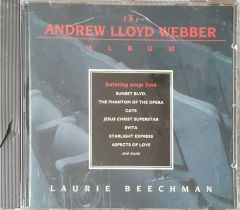 the
ANDREW LLOYD WEBBER
ALBUM
featuring songs from
SUNSET BLVD.
THE PHANTOM OF THE OPERA
CATS
JESUS CHRIST SUPERSTAR
EVITA
STARLIGHT EXPRESS
ASPECTS OF LOVE
and more!
LAURIE BEECHMAN